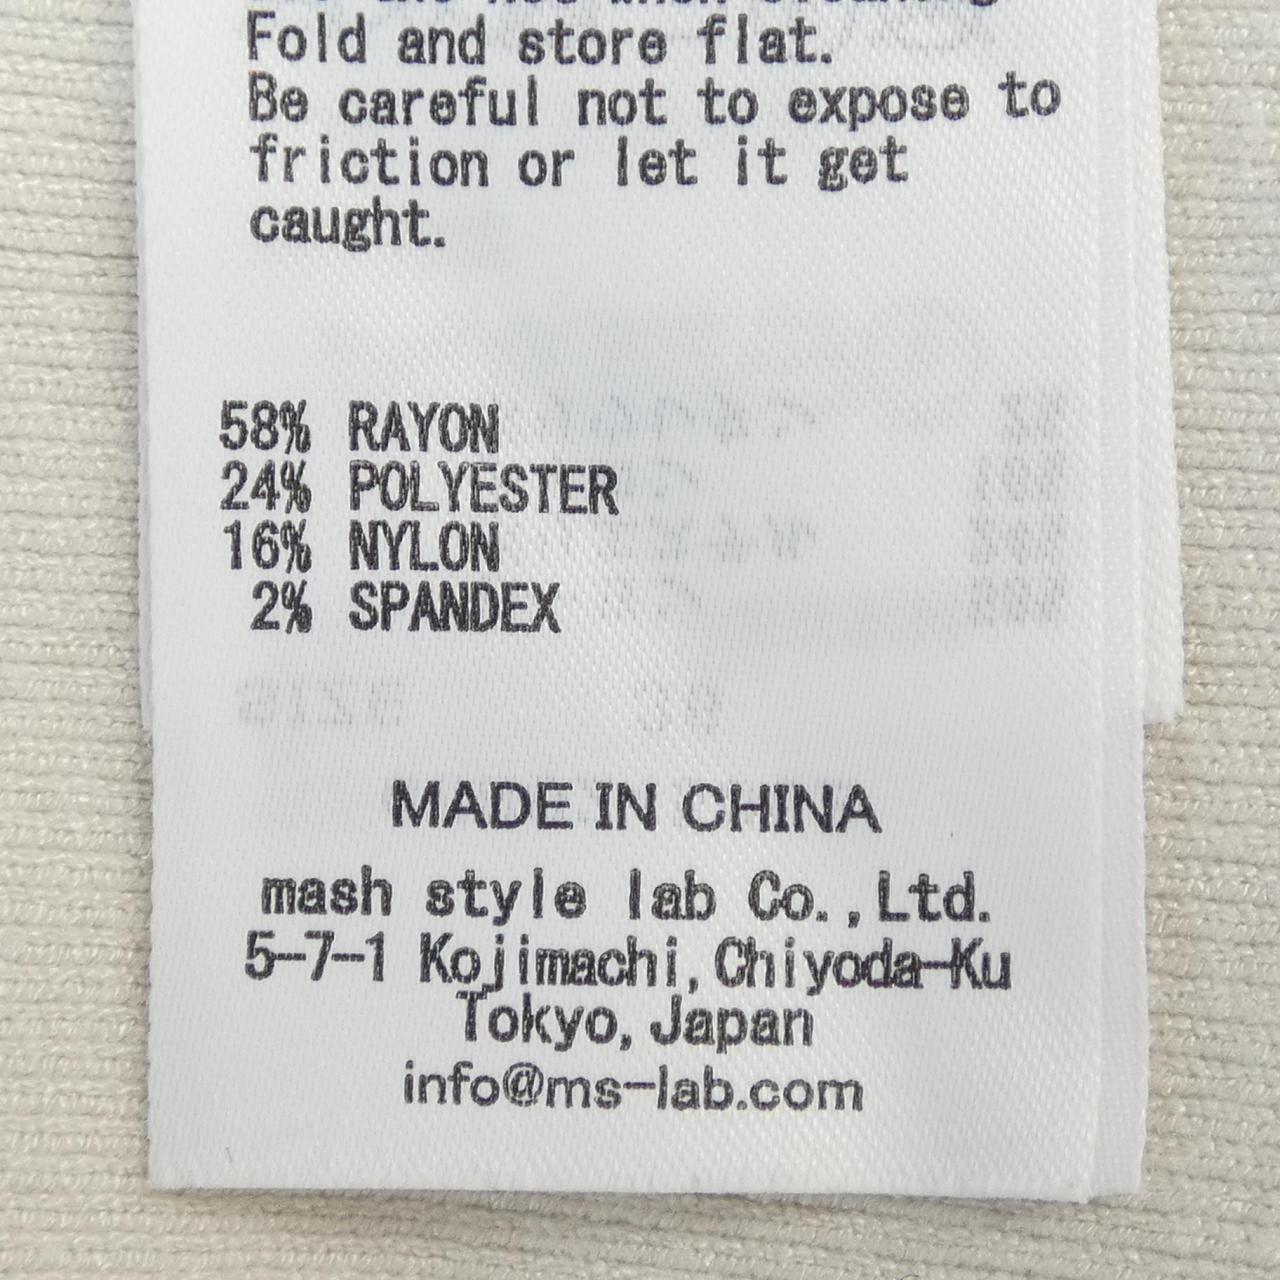 Fold and store flat.
Be careful not to expose to
friction or let it get
caught.
58% RAYON
24% POLYESTER
16% NYLON
2% SPANDEX
MADE IN CHINA
mash style lab Co.,Ltd.
5-7-1 Kojimachi,Chiyoda-Ku
Tokyo,Japan
info@ms-lab.com